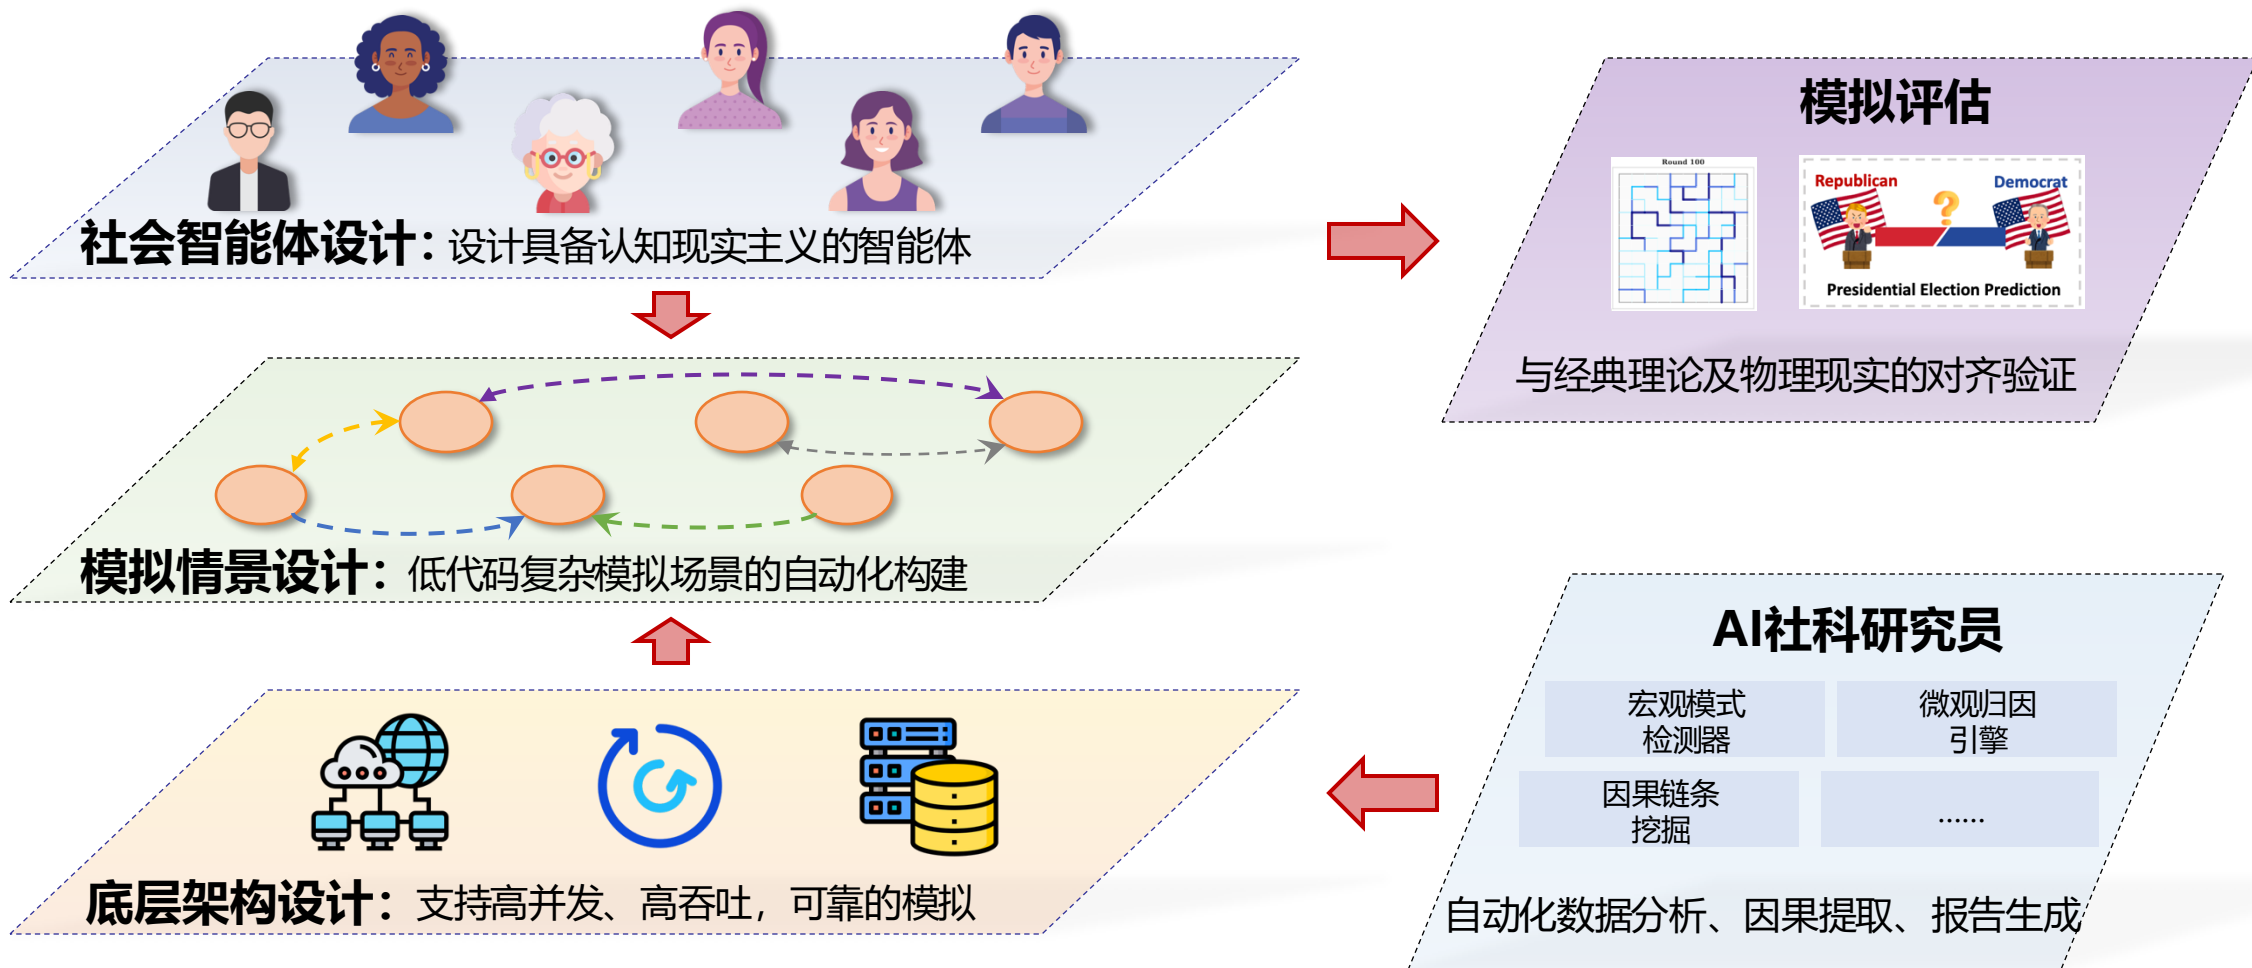 社会智能体设计：设计具备认知现实主义的智能体
模拟情景设计：低代码复杂模拟场景的自动化构建
底层架构设计：支持高并发、高吞吐，可靠的模拟
模拟评估
Round 100
Republican
Democrat
?
Presidential Election Prediction
与经典理论及物理现实的对齐验证
AI社科研究员
宏观模式
检测器
微观归因
引擎
因果链条
挖掘
……
自动化数据分析、因果提取、报告生成